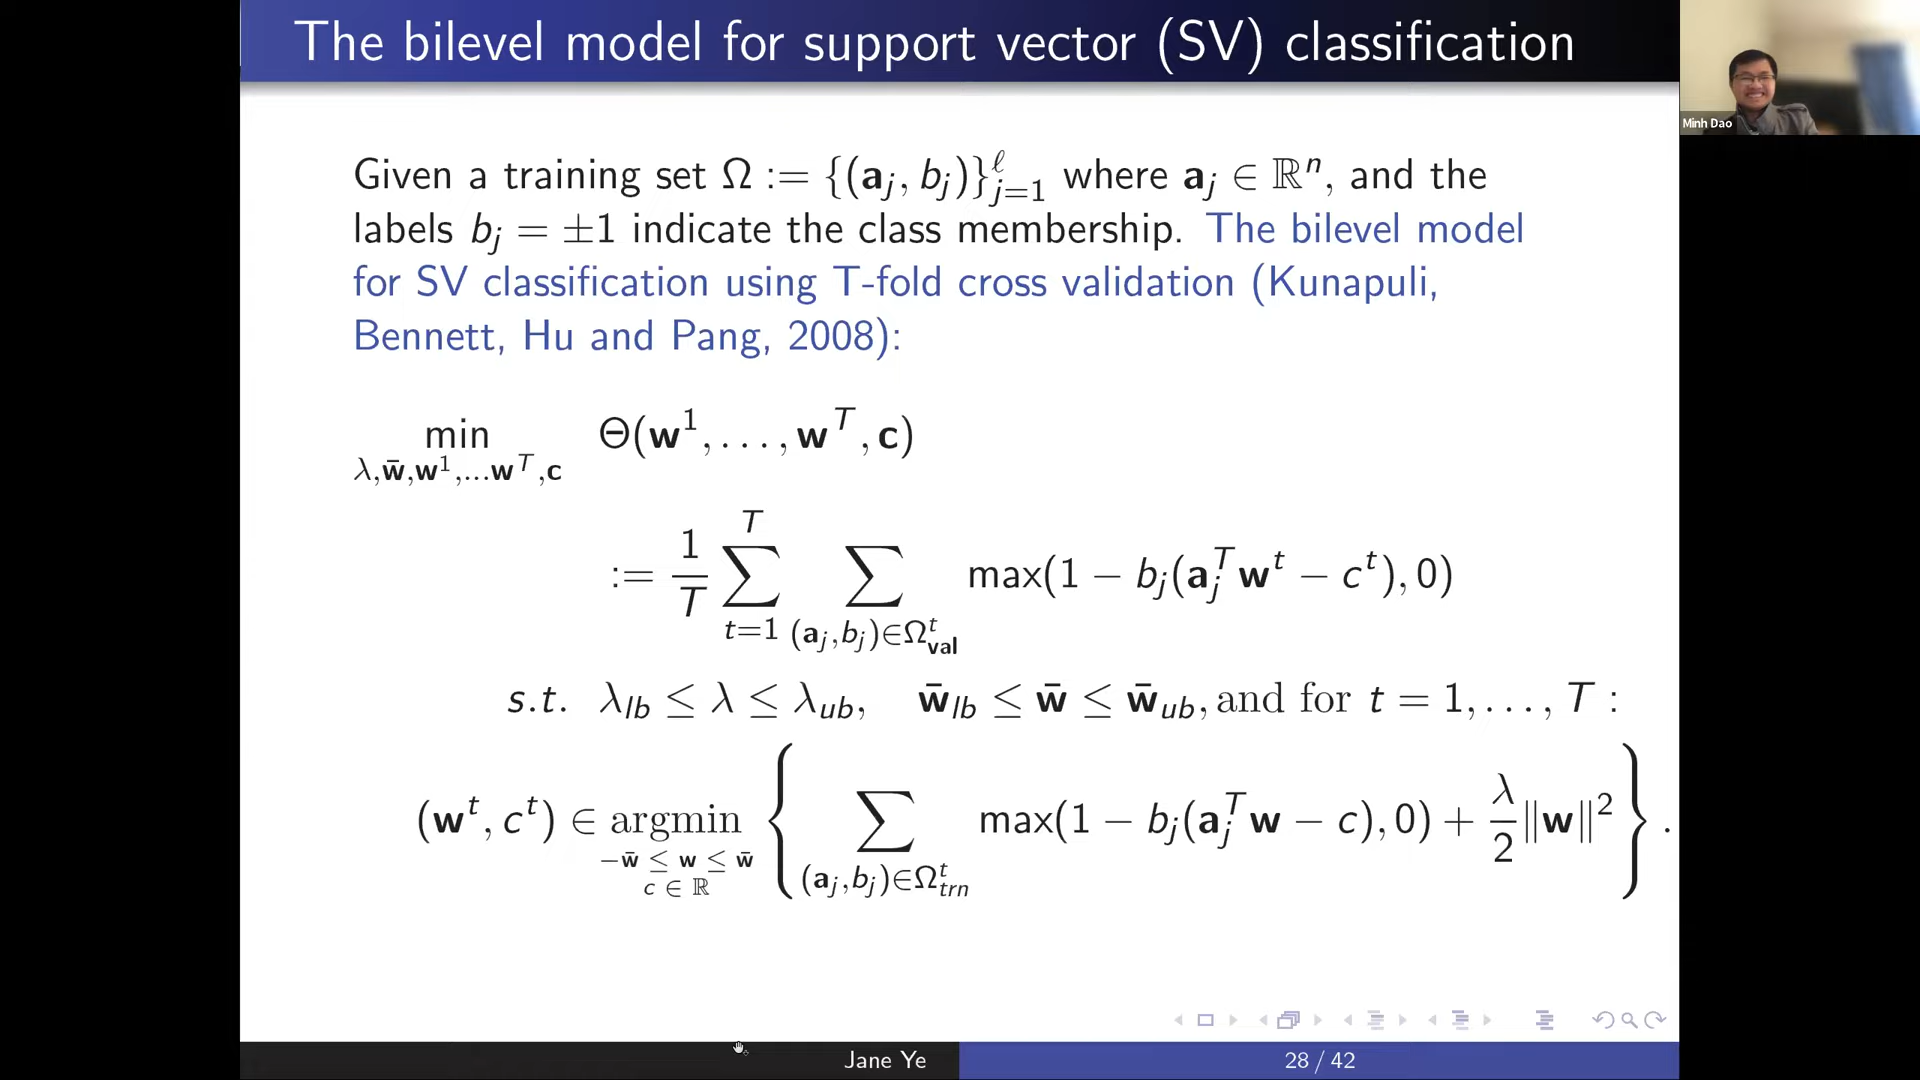 The bilevel model for support vector (SV) classification
Minh Dao
Given a training set Ω := {(a_j, b_j)}_{j=1}^ℓ where a_j ∈ ℝ^n, and the
labels b_j = ±1 indicate the class membership. The bilevel model
for SV classification using T-fold cross validation (Kunapuli,
Bennett, Hu and Pang, 2008):
min Θ(w^1, . . . , w^T, c)
λ,w̄,w^1,...w^T,c
:= 1/T ∑_{t=1}^T ∑_{(a_j,b_j)∈Ω^t_val} max(1 − b_j(a_j^T w^t − c^t), 0)
s.t. λ_lb ≤ λ ≤ λ_ub, w̄_lb ≤ w̄ ≤ w̄_ub, and for t = 1, . . . , T :
(w^t, c^t) ∈ argmin_{−w̄ ≤ w ≤ w̄, c ∈ ℝ} { ∑_{(a_j,b_j)∈Ω^t_trn} max(1 − b_j(a_j^T w − c), 0) + λ/2 ‖w‖^2 } .
Jane Ye
28 / 42